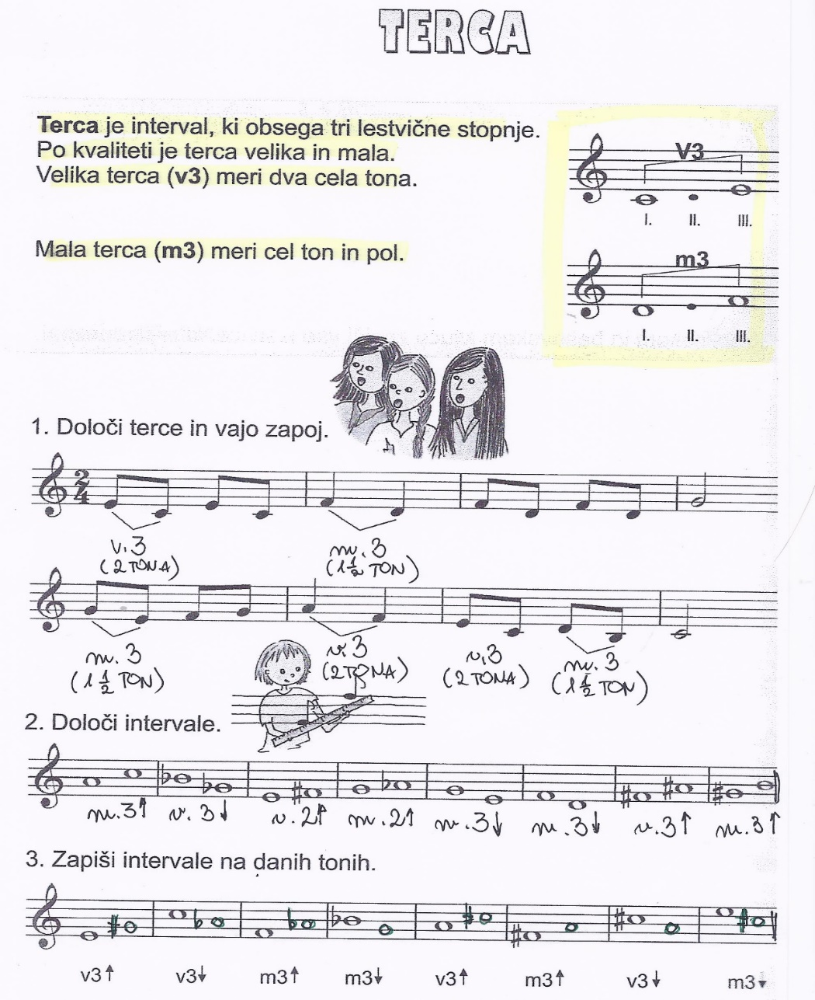 TERCA
Terca je interval, ki obsega tri lestvične stopnje.
Po kvaliteti je terca velika in mala.
Velika terca (v3) meri dva cela tona.
V3
I. II. III.
Mala terca (m3) meri cel ton in pol.
m3
I. II. III.
1. Določi terce in vajo zapoj.
2
4
v.3 m.3
(2 TONA) (1 1/2 TON)
m.3 v.3 v.3 m.3
(1 1/2 TON) (2 TONA) (2 TONA) (1 1/2 TON)
2. Določi intervale.
m.3↑ v.3↓ v.2↑ m.2↑ m.3↓ m.3↓ v.3↑ m.3↑
3. Zapiši intervale na danih tonih.
v3↑ v3↓ m3↑ m3↓ v3↑ m3↑ v3↓ m3↓